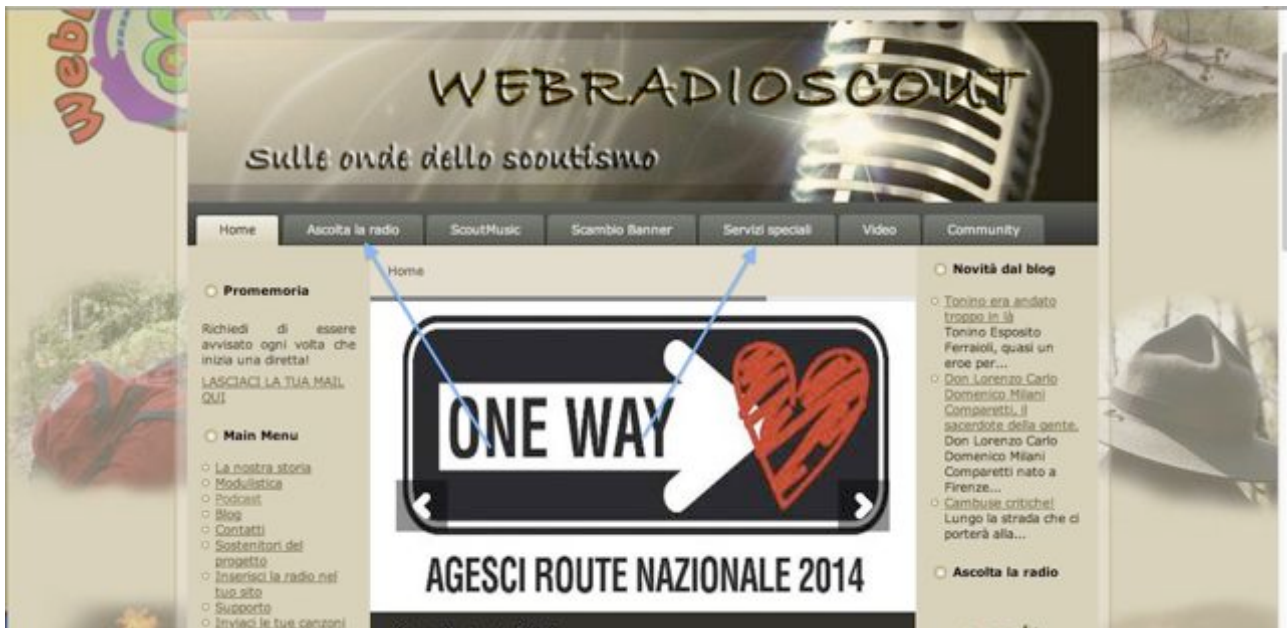 WEBRADIOSCOUT
Sulle onde dello scoutismo
Home
Ascolta la radio
ScoutMusic
Scambio Banner
Servizi speciali
Video
Community
Promemoria
Richiedi di essere
avvisato ogni volta che
inizia una diretta!
LASCIACI LA TUA MAIL
QUI
Main Menu
La nostra storia
Modulistica
Podcast
Blog
Contatti
Sostenitori del
progetto
Inserisci la radio nel
tuo sito
Supporto
Inviaci le tue canzoni
Home
ONE WAY
AGESCI ROUTE NAZIONALE 2014
Novità dal blog
Tonino era andato
troppo in là
Tonino Esposito
Ferraioli, quasi un
eroe per...
Don Lorenzo Carlo
Domenico Milani
Comparetti, il
sacerdote della gente.
Don Lorenzo Carlo
Domenico Milani
Comparetti nato a
Firenze...
Cambuse critiche!
Lungo la strada che ci
porterà alla...
Ascolta la radio